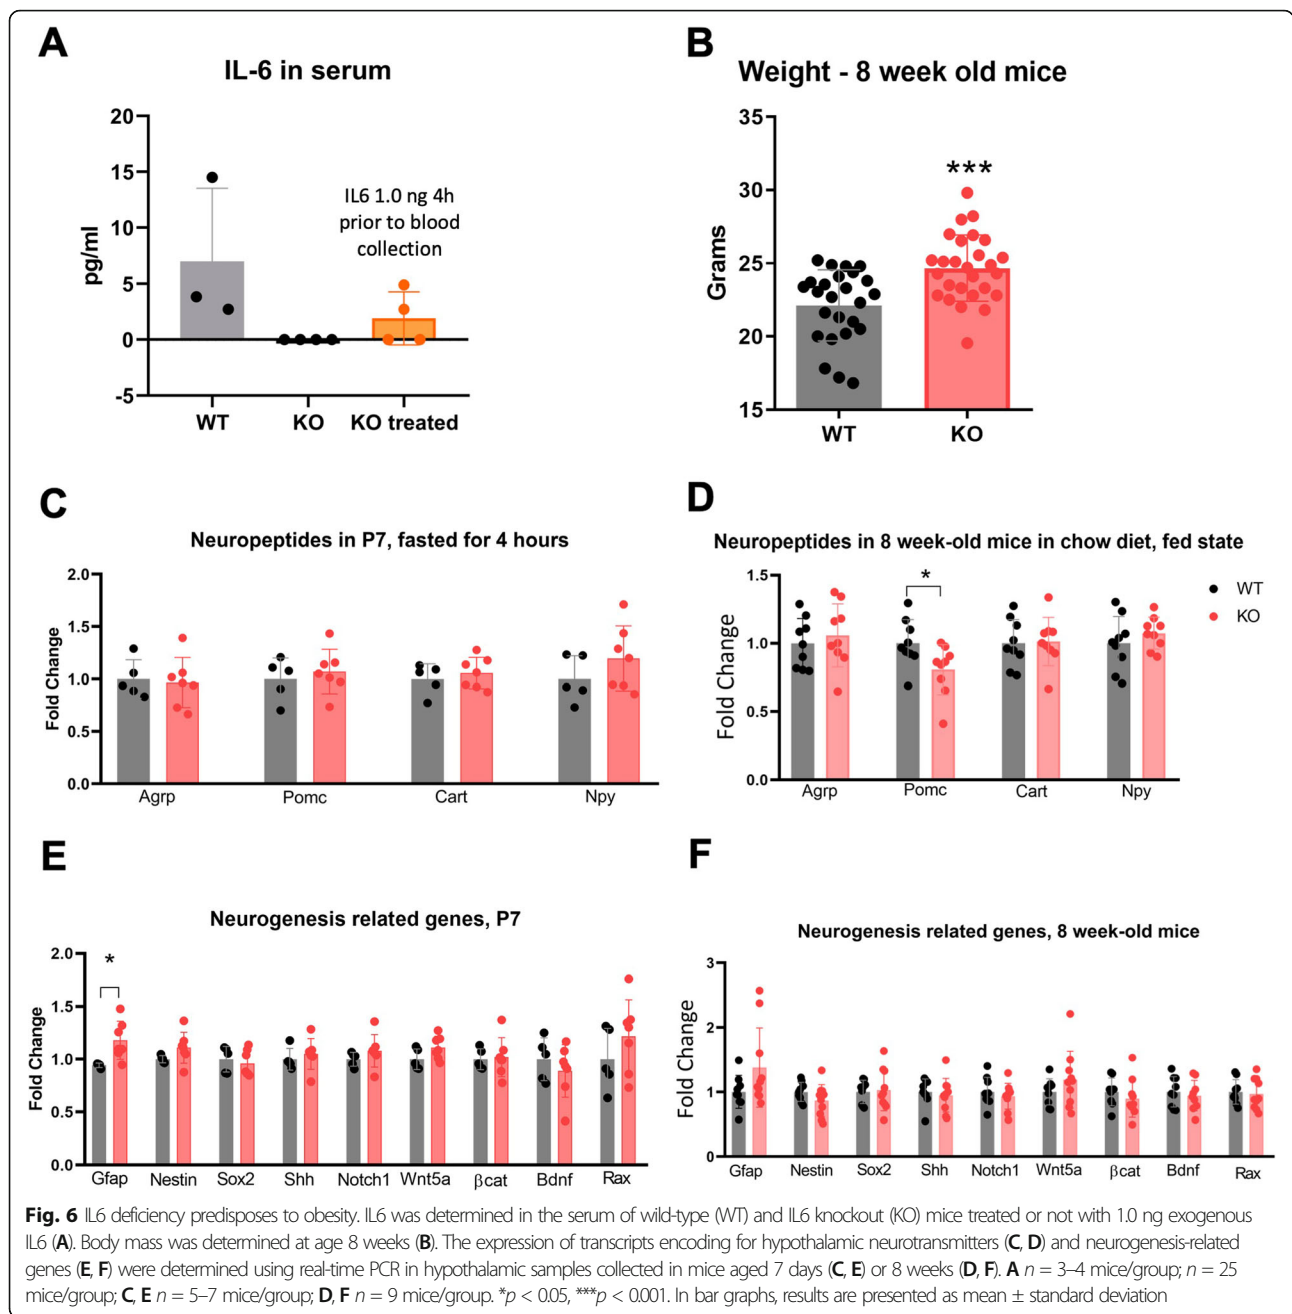 A
IL-6 in serum
20
15
10
5
0
-5
pg/ml
IL6 1.0 ng 4h
prior to blood
collection
WT KO KO treated
B
Weight - 8 week old mice
***
35
30
25
20
15
Grams
WT KO
C
Neuropeptides in P7, fasted for 4 hours
2.0
1.5
1.0
0.5
0.0
Fold Change
Agrp Pomc Cart Npy
D
Neuropeptides in 8 week-old mice in chow diet, fed state
1.5
1.0
0.5
0.0
Fold Change
*
WT
KO
Agrp Pomc Cart Npy
E
Neurogenesis related genes, P7
2.0
1.5
1.0
0.5
0.0
Fold Change
*
Gfap Nestin Sox2 Shh Notch1 Wnt5a βcat Bdnf Rax
F
Neurogenesis related genes, 8 week-old mice
3
2
1
0
Fold Change
Gfap Nestin Sox2 Shh Notch1 Wnt5a βcat Bdnf Rax
Fig. 6 IL6 deficiency predisposes to obesity. IL6 was determined in the serum of wild-type (WT) and IL6 knockout (KO) mice treated or not with 1.0 ng exogenous
IL6 (A). Body mass was determined at age 8 weeks (B). The expression of transcripts encoding for hypothalamic neurotransmitters (C, D) and neurogenesis-related
genes (E, F) were determined using real-time PCR in hypothalamic samples collected in mice aged 7 days (C, E) or 8 weeks (D, F). A n = 3–4 mice/group; n = 25
mice/group; C, E n = 5–7 mice/group; D, F n = 9 mice/group. *p < 0.05, ***p < 0.001. In bar graphs, results are presented as mean ± standard deviation